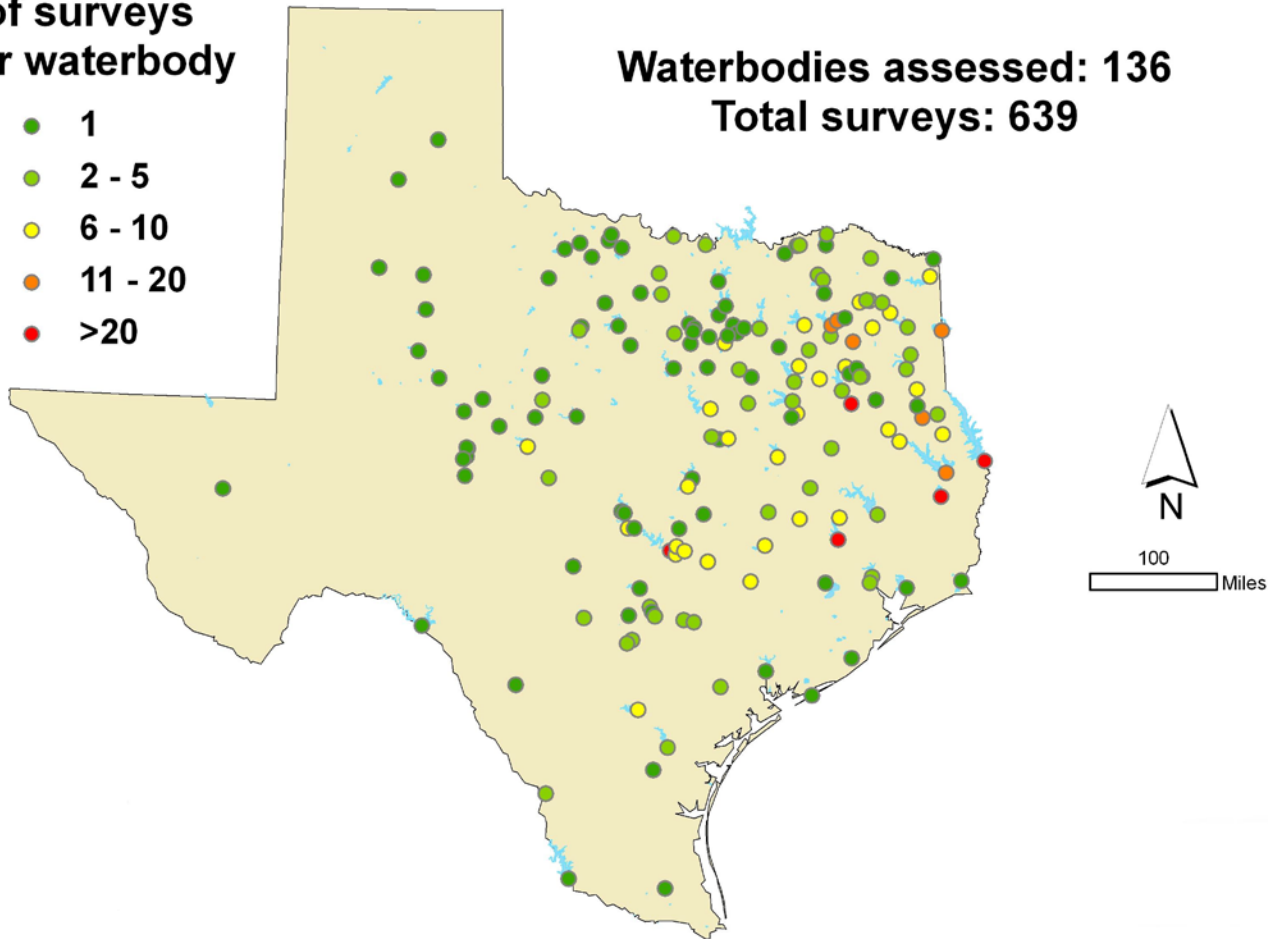 of surveys
r waterbody
1
2 - 5
6 - 10
11 - 20
>20
Waterbodies assessed: 136
Total surveys: 639
N
100
Miles